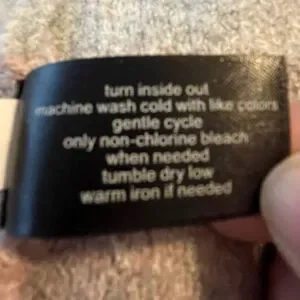 turn inside out
machine wash cold with like colors
gentle cycle
only non-chlorine bleach
when needed
tumble dry low
warm iron if needed